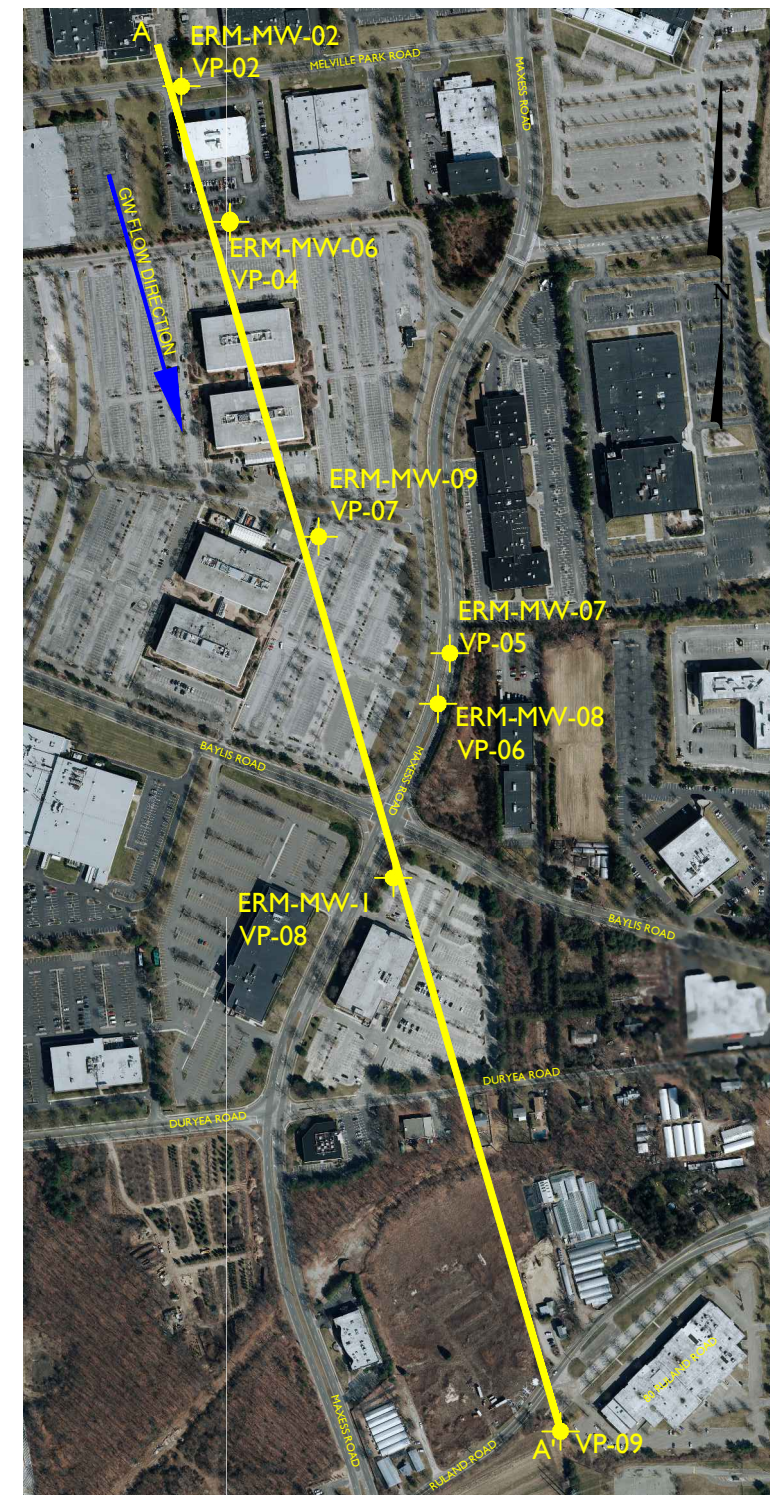 A
ERM-MW-02
VP-02
MELVILLE PARK ROAD
MAXESS ROAD
GW FLOW DIRECTION
ERM-MW-06
VP-04
N
ERM-MW-09
VP-07
ERM-MW-07
VP-05
ERM-MW-08
VP-06
BAYLIS ROAD
MAXESS ROAD
ERM-MW-1
VP-08
BAYLIS ROAD
DURYEA ROAD
DURYEA ROAD
RULAND ROAD
MAXESS ROAD
RULAND ROAD
A'
VP-09